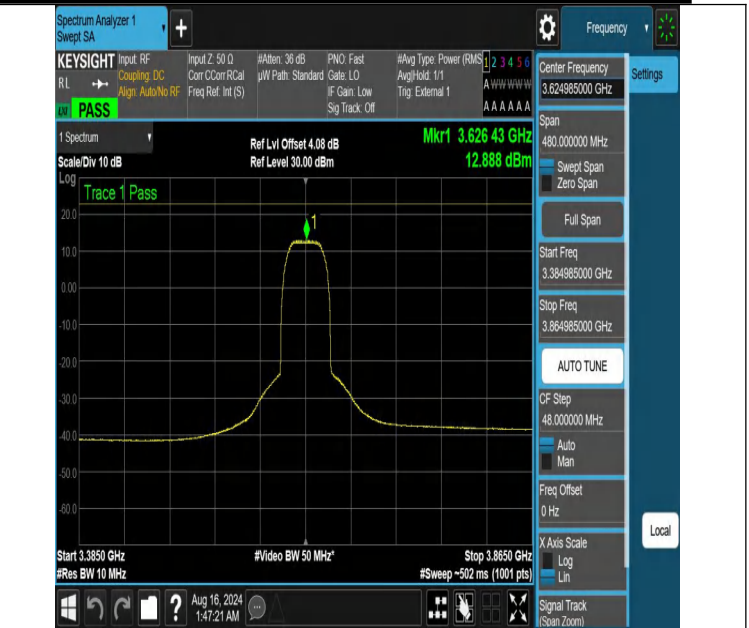 Spectrum Analyzer 1
Swept SA
+
Frequency
KEYSIGHT
RL
LXI PASS
Input: RF
Coupling: DC
Align: Auto/No RF
Input Z: 50 Ω
Corr CCorr RCal
Freq Ref: Int (S)
#Atten: 36 dB
µW Path: Standard
PNO: Fast
Gate: LO
IF Gain: Low
Sig Track: Off
#Avg Type: Power (RMS
Avg|Hold: 1/1
Trig: External 1
1 2 3 4 5 6
A W W W W W
A A A A A A
1 Spectrum
Scale/Div 10 dB
Log
Ref Lvl Offset 4.08 dB
Ref Level 30.00 dBm
Mkr1 3.626 43 GHz
12.888 dBm
Trace 1 Pass
1
20.0
10.0
0.00
-10.0
-20.0
-30.0
-40.0
-50.0
-60.0
Start 3.3850 GHz
#Res BW 10 MHz
#Video BW 50 MHz*
Stop 3.8650 GHz
#Sweep ~502 ms (1001 pts)
Center Frequency
3.624985000 GHz
Span
480.000000 MHz
Swept Span
Zero Span
Full Span
Start Freq
3.384985000 GHz
Stop Freq
3.864985000 GHz
AUTO TUNE
CF Step
48.000000 MHz
Auto
Man
Freq Offset
0 Hz
X Axis Scale
Log
Lin
Signal Track
(Span Zoom)
Settings
Local
?
Aug 16, 2024
1:47:21 AM